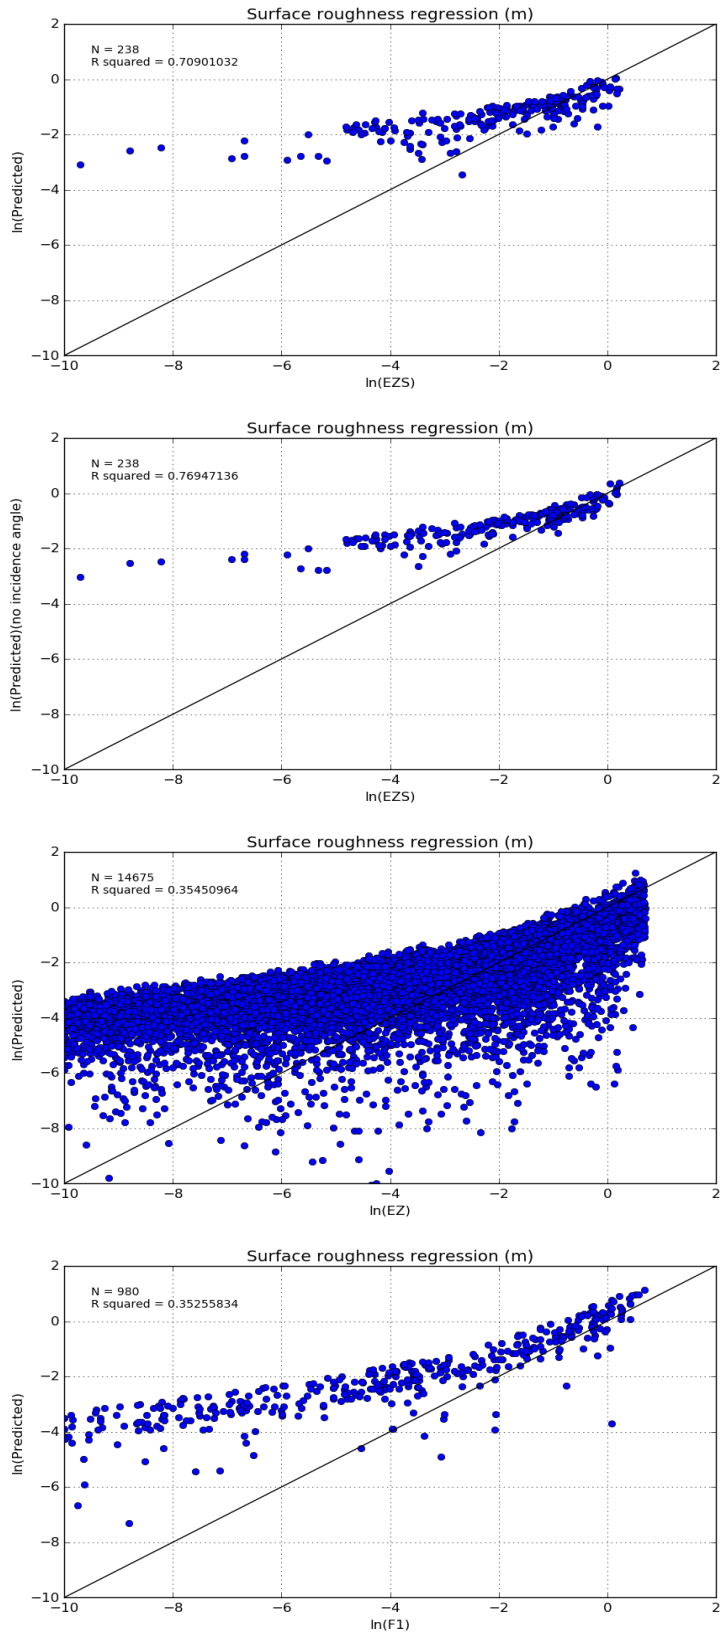 Surface roughness regression (m)
N = 238
R squared = 0.70901032
2
0
−2
−4
−6
−8
−10
ln(Predicted)
−10 −8 −6 −4 −2 0 2
ln(EZS)
Surface roughness regression (m)
N = 238
R squared = 0.76947136
2
0
−2
−4
−6
−8
−10
ln(Predicted)(no incidence angle)
−10 −8 −6 −4 −2 0 2
ln(EZS)
Surface roughness regression (m)
N = 14675
R squared = 0.35450964
2
0
−2
−4
−6
−8
−10
ln(Predicted)
−10 −8 −6 −4 −2 0 2
ln(EZ)
Surface roughness regression (m)
N = 980
R squared = 0.35255834
2
0
−2
−4
−6
−8
−10
ln(Predicted)
−10 −8 −6 −4 −2 0 2
ln(F1)